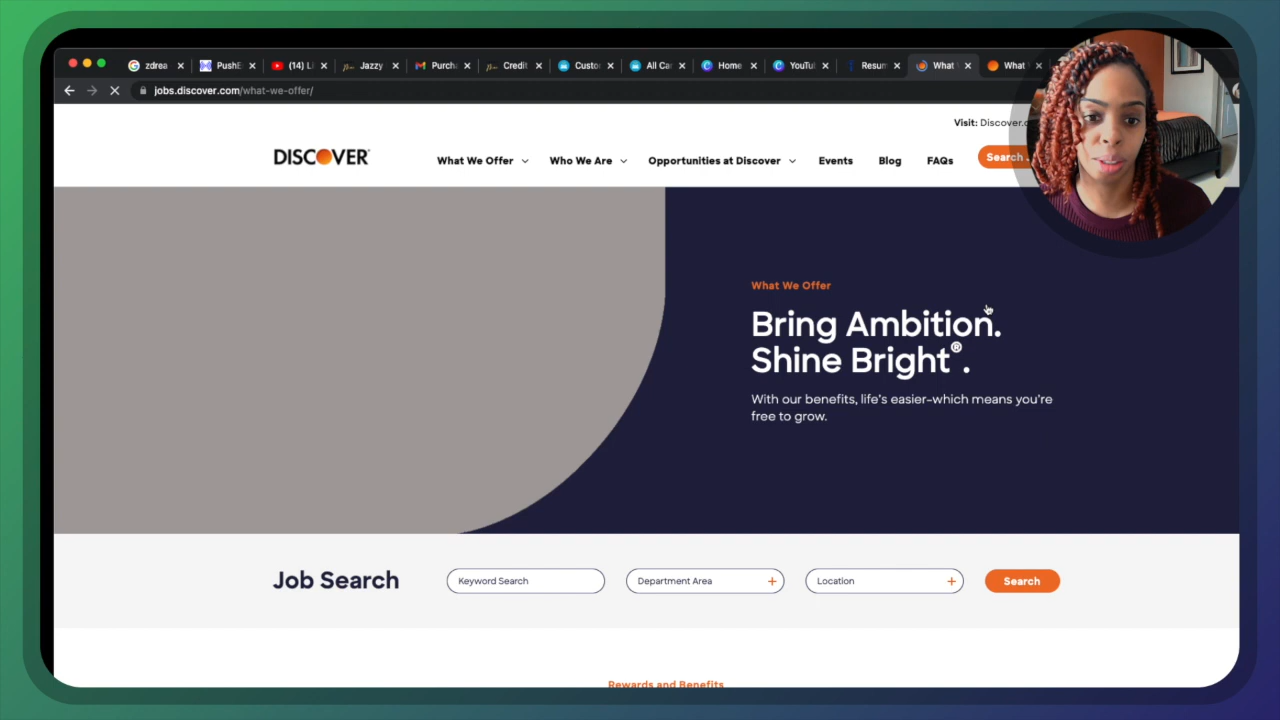 zdrea
PushE
(14) Li
Jazzy
Purcha
Credit
Custo
All Car
Home
YouTu
Resum
What
What
jobs.discover.com/what-we-offer/
Visit: Discover.
DISCOVER
What We Offer
Who We Are
Opportunities at Discover
Events
Blog
FAQs
Search
What We Offer
Bring Ambition.
Shine Bright®.
With our benefits, life's easier–which means you're
free to grow.
Job Search
Keyword Search
Department Area
Location
Search
Rewards and Benefits